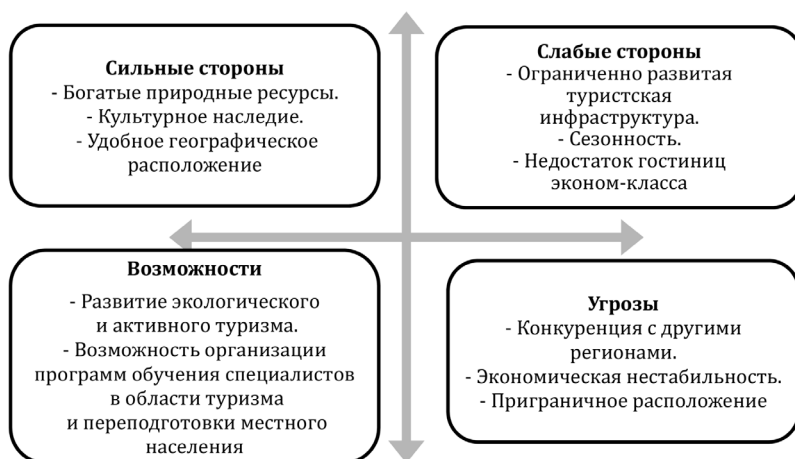 Сильные стороны
- Богатые природные ресурсы.
- Культурное наследие.
- Удобное географическое
расположение
Слабые стороны
- Ограниченно развитая
туристская
инфраструктура.
- Сезонность.
- Недостаток гостиниц
эконом-класса
Возможности
- Развитие экологического
и активного туризма.
- Возможность организации
программ обучения специалистов
в области туризма
и переподготовки местного
населения
Угрозы
- Конкуренция с другими
регионами.
- Экономическая нестабильность.
- Приграничное расположение